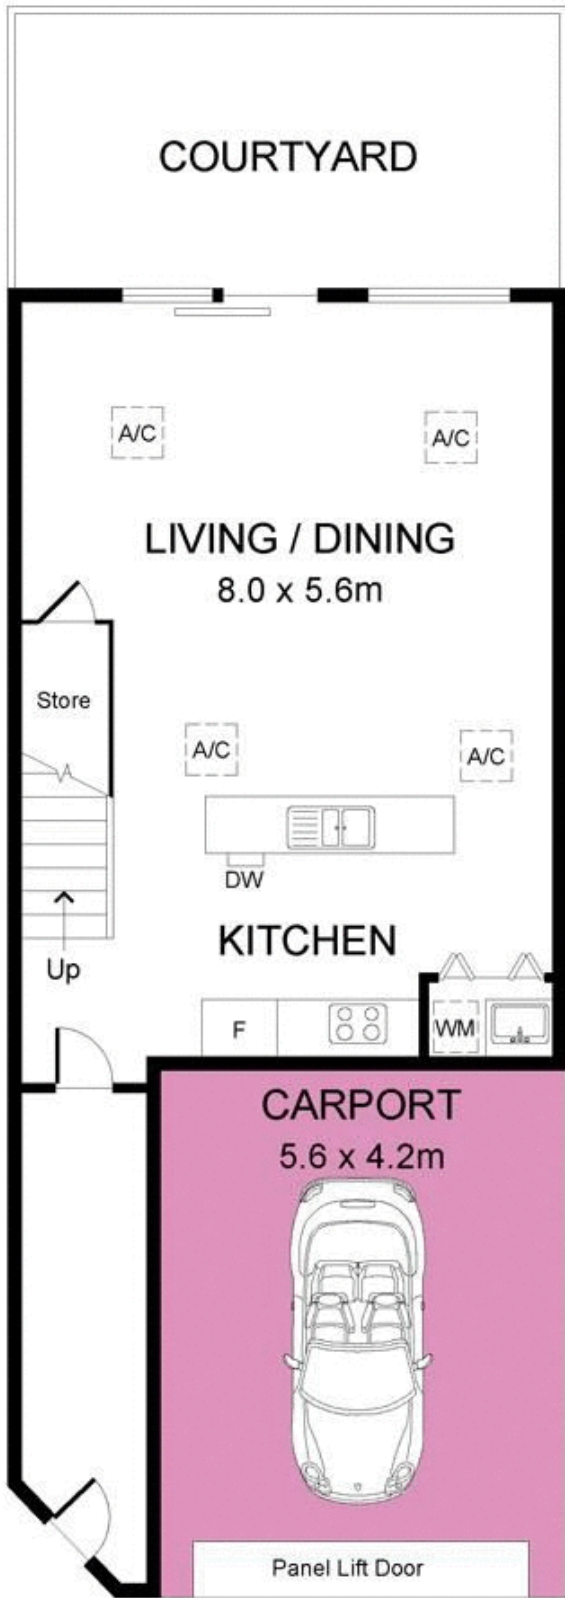 COURTYARD
A/C
A/C
LIVING / DINING
8.0 x 5.6m
Store
A/C
A/C
DW
KITCHEN
Up
F
WM
CARPORT
5.6 x 4.2m
Panel Lift Door